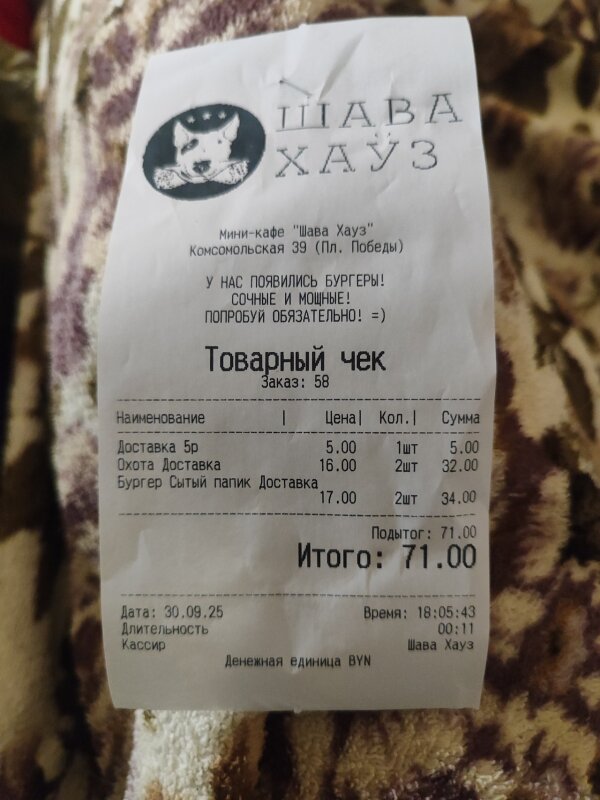 ШАВА
ХАУЗ
Мини-кафе "Шава Хауз"
Комсомольская 39 (Пл. Победы)
У НАС ПОЯВИЛИСЬ БУРГЕРЫ!
СОЧНЫЕ И МОЩНЫЕ!
ПОПРОБУЙ ОБЯЗАТЕЛЬНО! =)
Товарный чек
Заказ: 58
Наименование | Цена| Кол.| Сумма
Доставка 5р 5.00 1шт 5.00
Охота Доставка 16.00 2шт 32.00
Бургер Сытый папик Доставка
17.00 2шт 34.00
Подытог: 71.00
Итого: 71.00
Дата: 30.09.25 Время: 18:05:43
Длительность 00:11
Кассир Шава Хауз
Денежная единица BYN